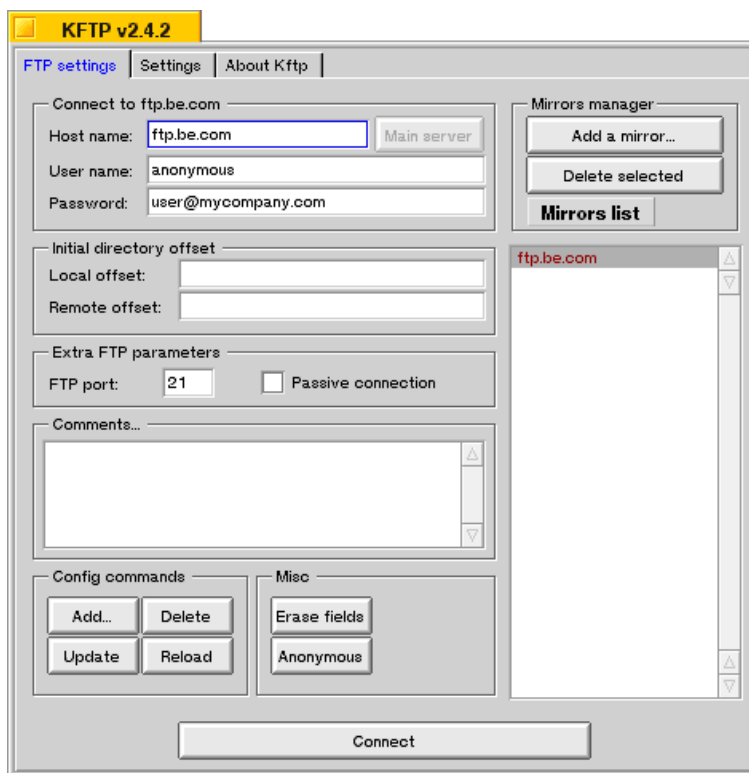 KFTP v2.4.2
FTP settings Settings About Kftp
Connect to ftp.be.com
Host name: ftp.be.com Main server
User name: anonymous
Password: user@mycompany.com
Mirrors manager
Add a mirror...
Delete selected
Mirrors list
ftp.be.com
Initial directory offset
Local offset:
Remote offset:
Extra FTP parameters
FTP port: 21 Passive connection
Comments...
Config commands
Add... Delete
Update Reload
Misc
Erase fields
Anonymous
Connect